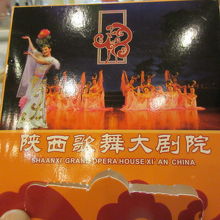 陕西歌舞大剧院
SHAANXI GRAND OPERA HOUSE XI'AN·CHINA